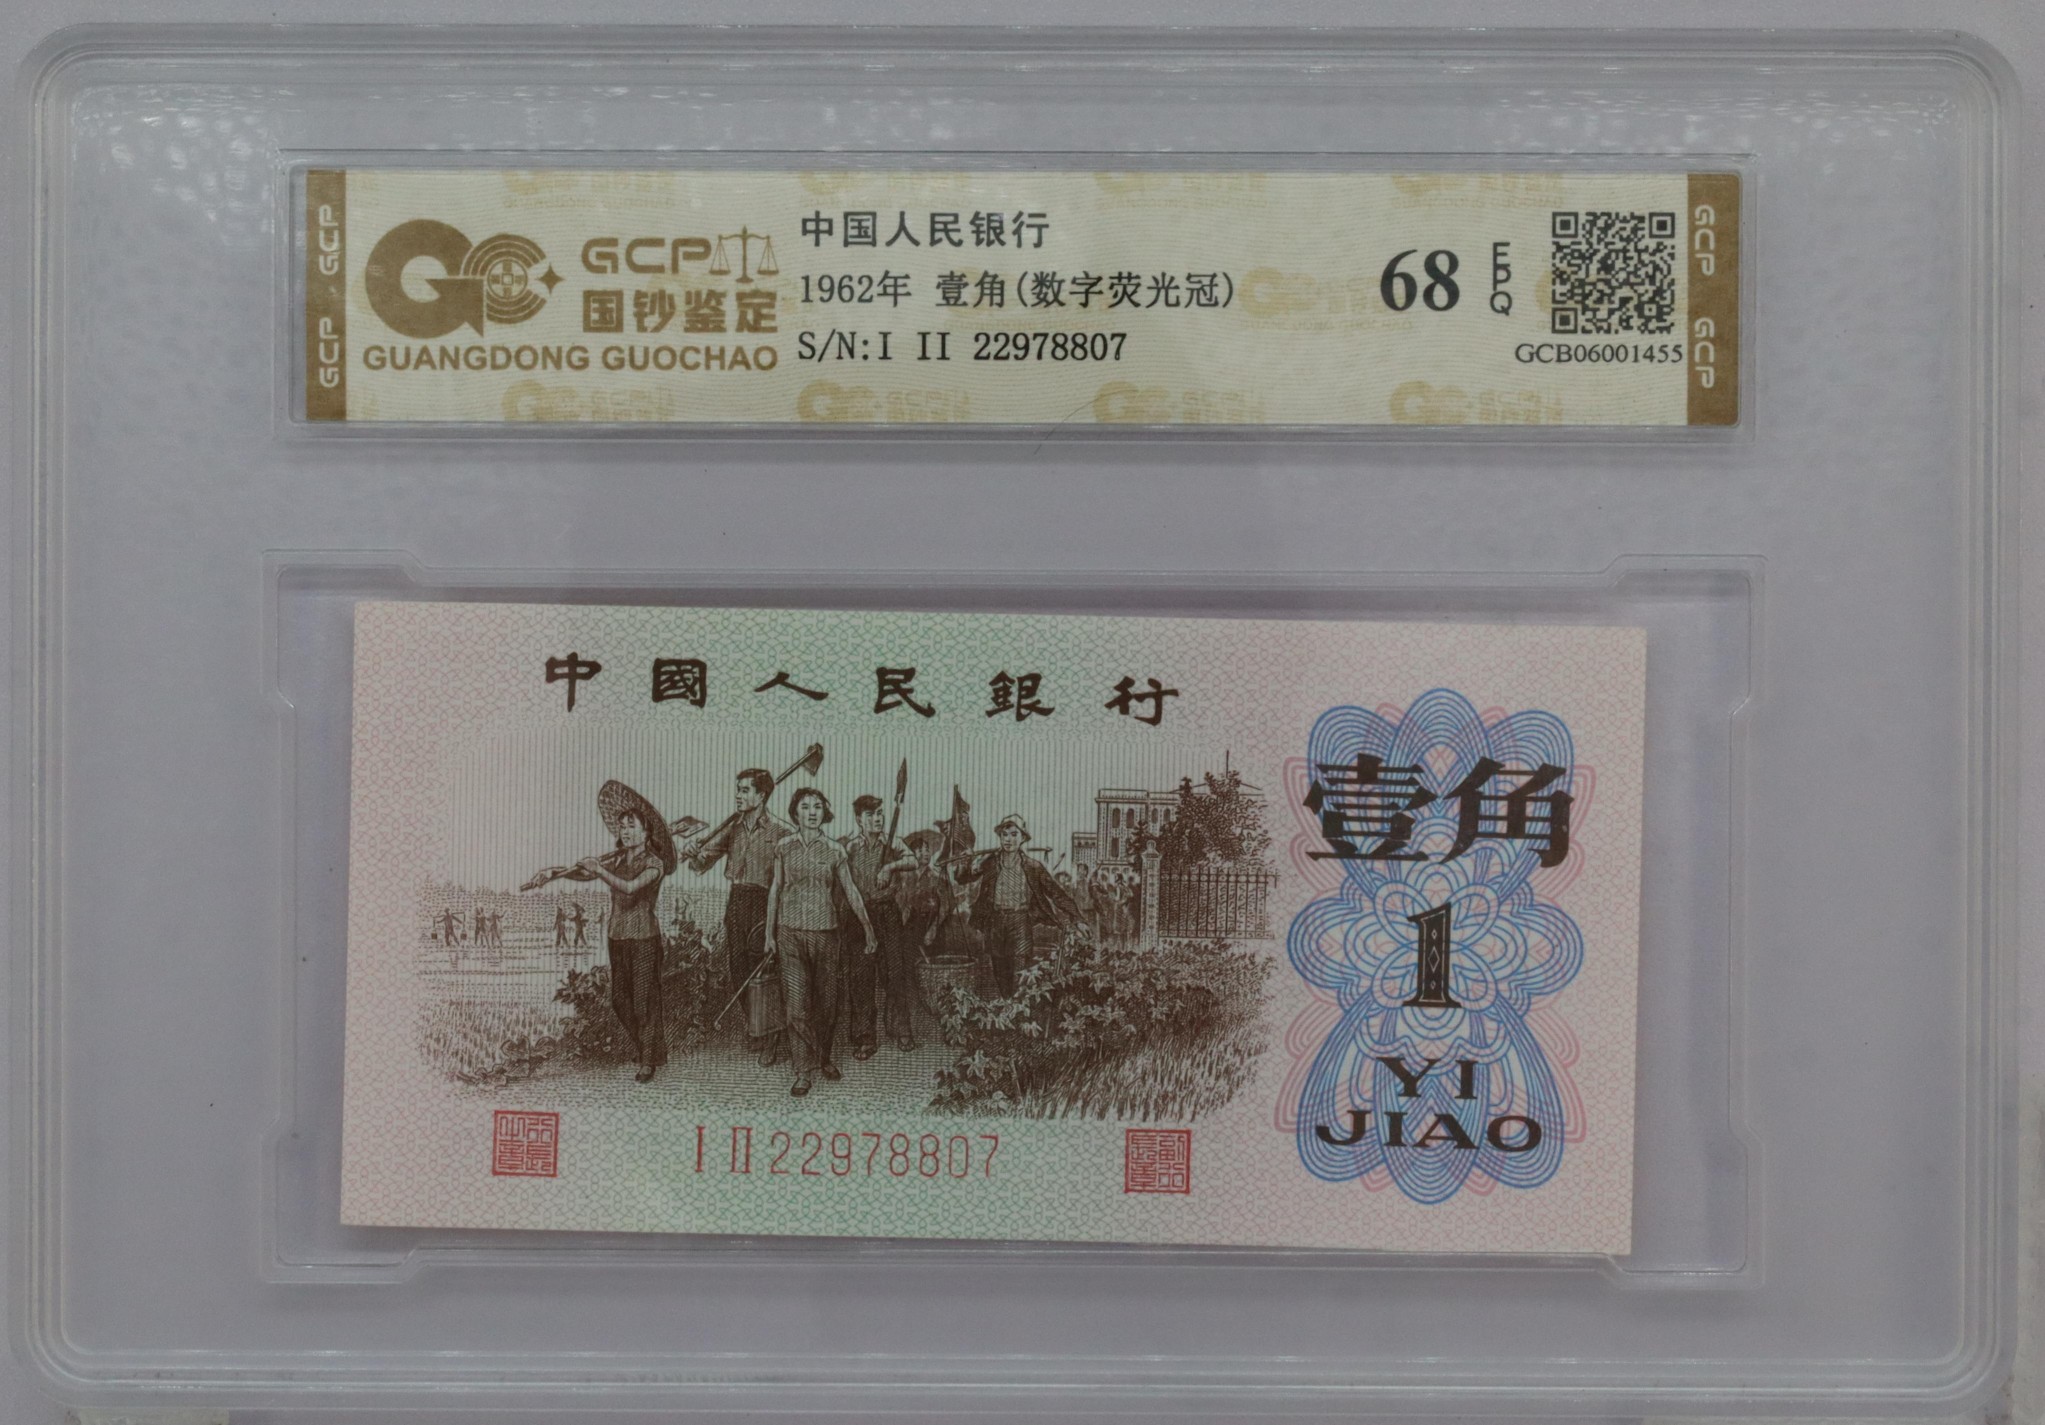 GCP · GCP
GCP
国钞鉴定
GUANGDONG GUOCHAO
中国人民银行
1962年 壹角(数字荧光冠)
S/N:I II 22978807
68
EPQ
GCB06001455
GCP GCP
中國人民銀行
壹角
1
YI
JIAO
I II 22978807